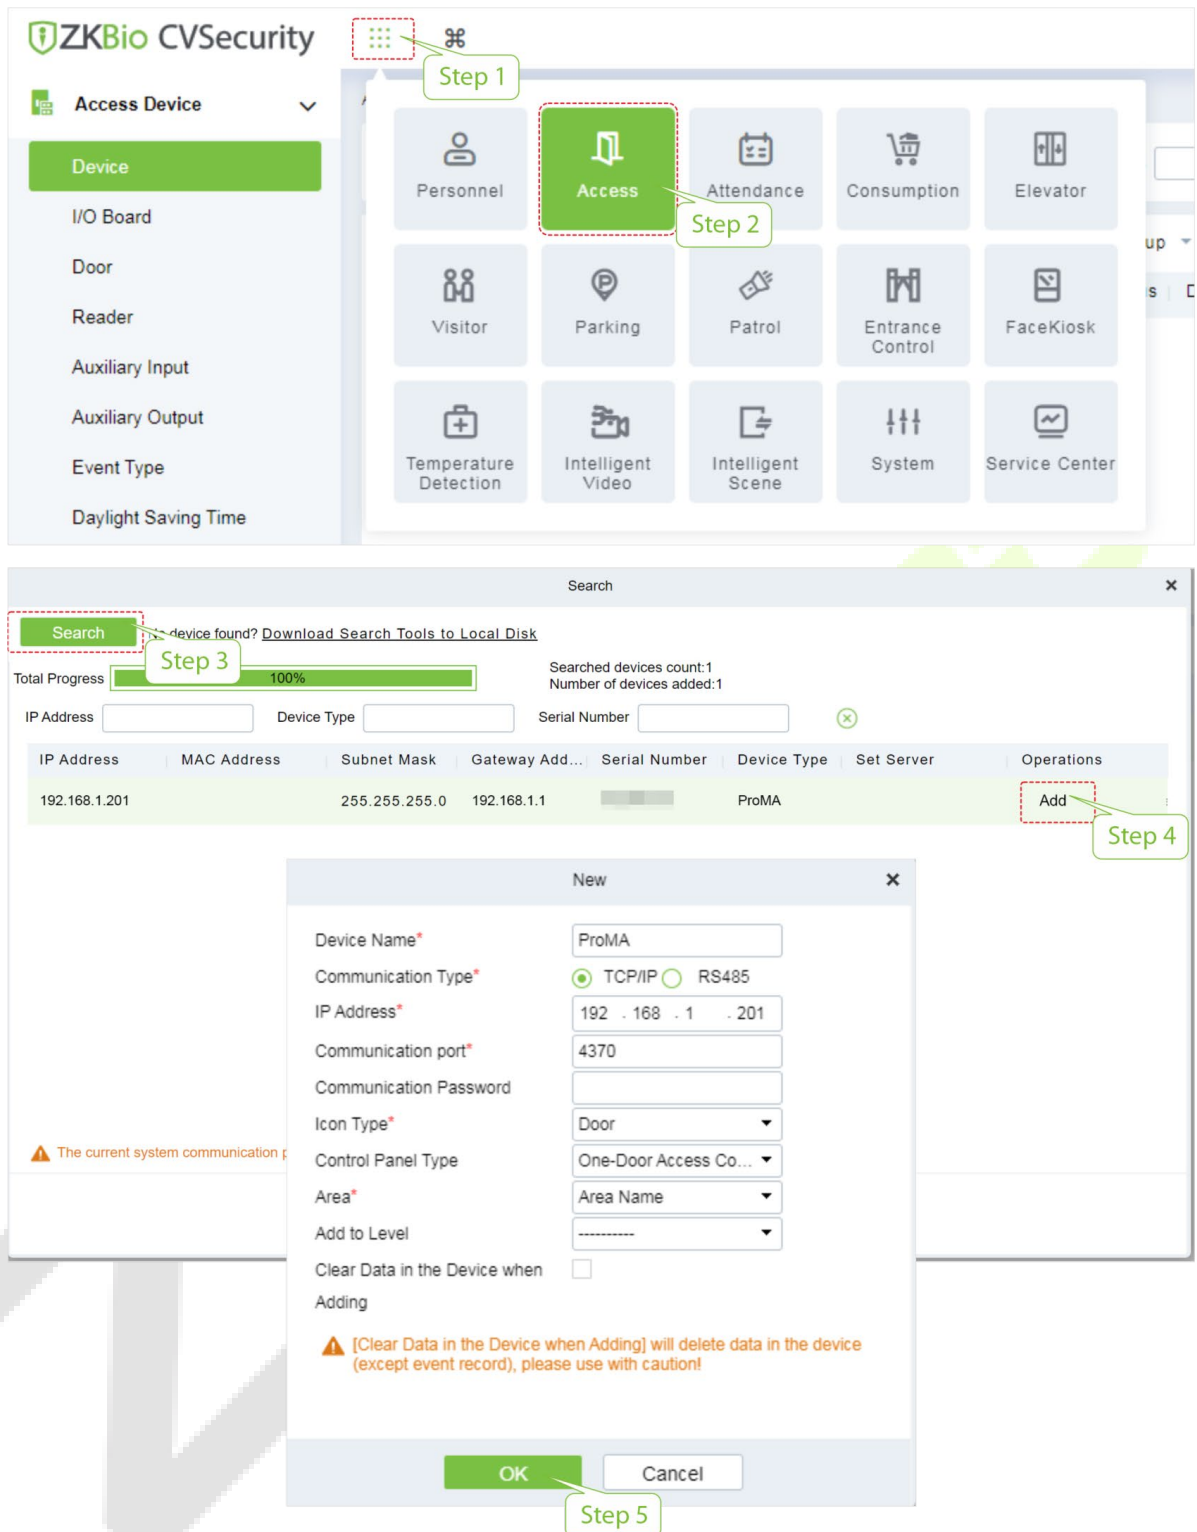 ZKBio CVSecurity
⌘
Step 1
Access Device
Device
I/O Board
Door
Reader
Auxiliary Input
Auxiliary Output
Event Type
Daylight Saving Time
Personnel
Access
Attendance
Consumption
Elevator
Step 2
up
Visitor
Parking
Patrol
Entrance
Control
FaceKiosk
s
Temperature
Detection
Intelligent
Video
Intelligent
Scene
System
Service Center
Search
Search
device found? Download Search Tools to Local Disk
Step 3
Total Progress 100%
Searched devices count:1
Number of devices added:1
IP Address Device Type Serial Number
IP Address MAC Address Subnet Mask Gateway Add... Serial Number Device Type Set Server Operations
192.168.1.201 255.255.255.0 192.168.1.1 ProMA Add
Step 4
New
Device Name* ProMA
Communication Type* TCP/IP RS485
IP Address* 192 . 168 . 1 . 201
Communication port* 4370
Communication Password
Icon Type* Door
Control Panel Type One-Door Access Co...
Area* Area Name
Add to Level ----------
Clear Data in the Device when
Adding
[Clear Data in the Device when Adding] will delete data in the device
(except event record), please use with caution!
The current system communication
OK Cancel
Step 5